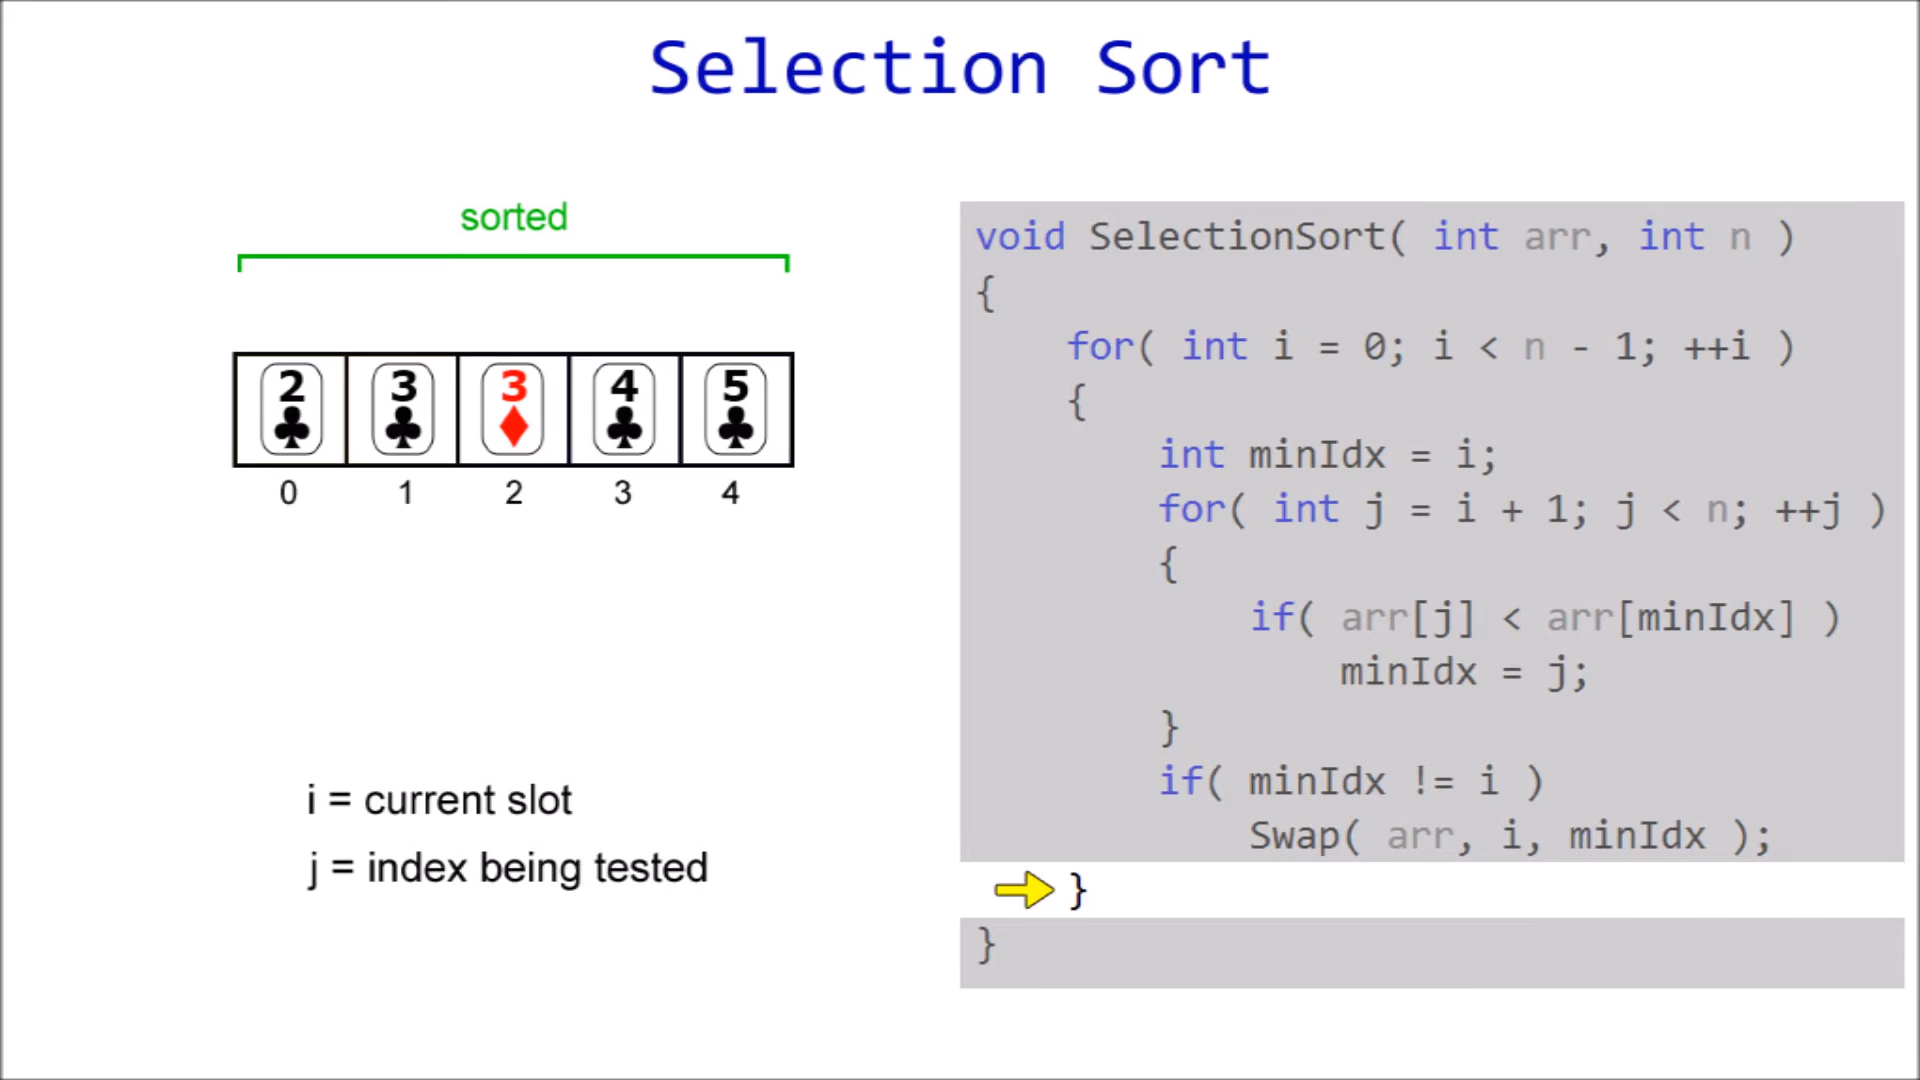 Selection Sort
sorted
2 3 3 4 5
0 1 2 3 4
i = current slot
j = index being tested
void SelectionSort( int arr, int n )
{
    for( int i = 0; i < n - 1; ++i )
    {
        int minIdx = i;
        for( int j = i + 1; j < n; ++j )
        {
            if( arr[j] < arr[minIdx] )
                minIdx = j;
        }
        if( minIdx != i )
            Swap( arr, i, minIdx );
    }
}